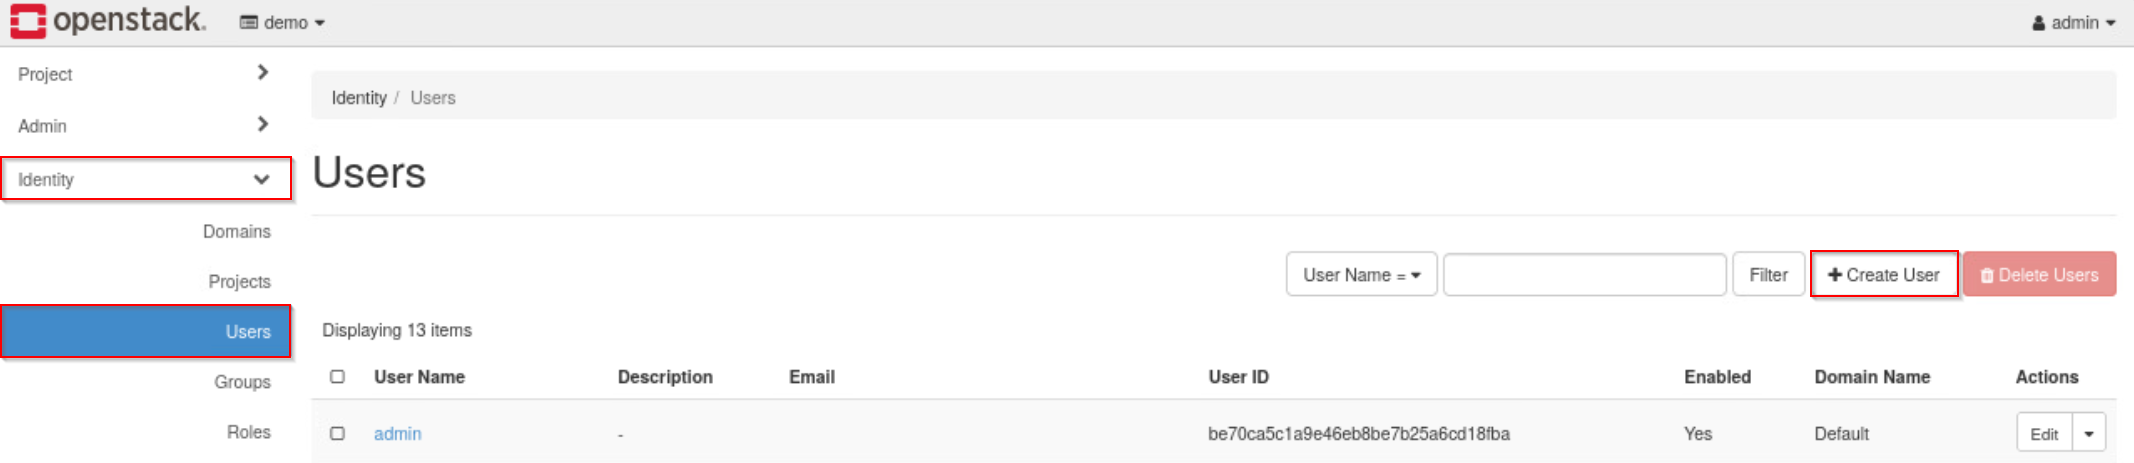 openstack. demo admin
Project
Admin
Identity
Domains
Projects
Users
Groups
Roles
Identity / Users
Users
User Name = Filter + Create User Delete Users
Displaying 13 items
User Name Description Email User ID Enabled Domain Name Actions
admin - be70ca5c1a9e46eb8be7b25a6cd18fba Yes Default Edit